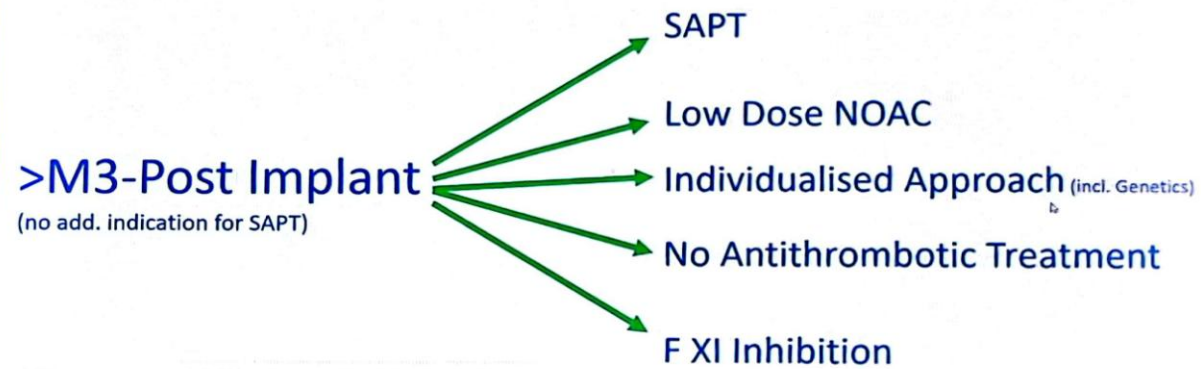 SAPT
Low Dose NOAC
>M3-Post Implant
(no add. indication for SAPT)
Individualised Approach (incl. Genetics)
No Antithrombotic Treatment
F XI Inhibition